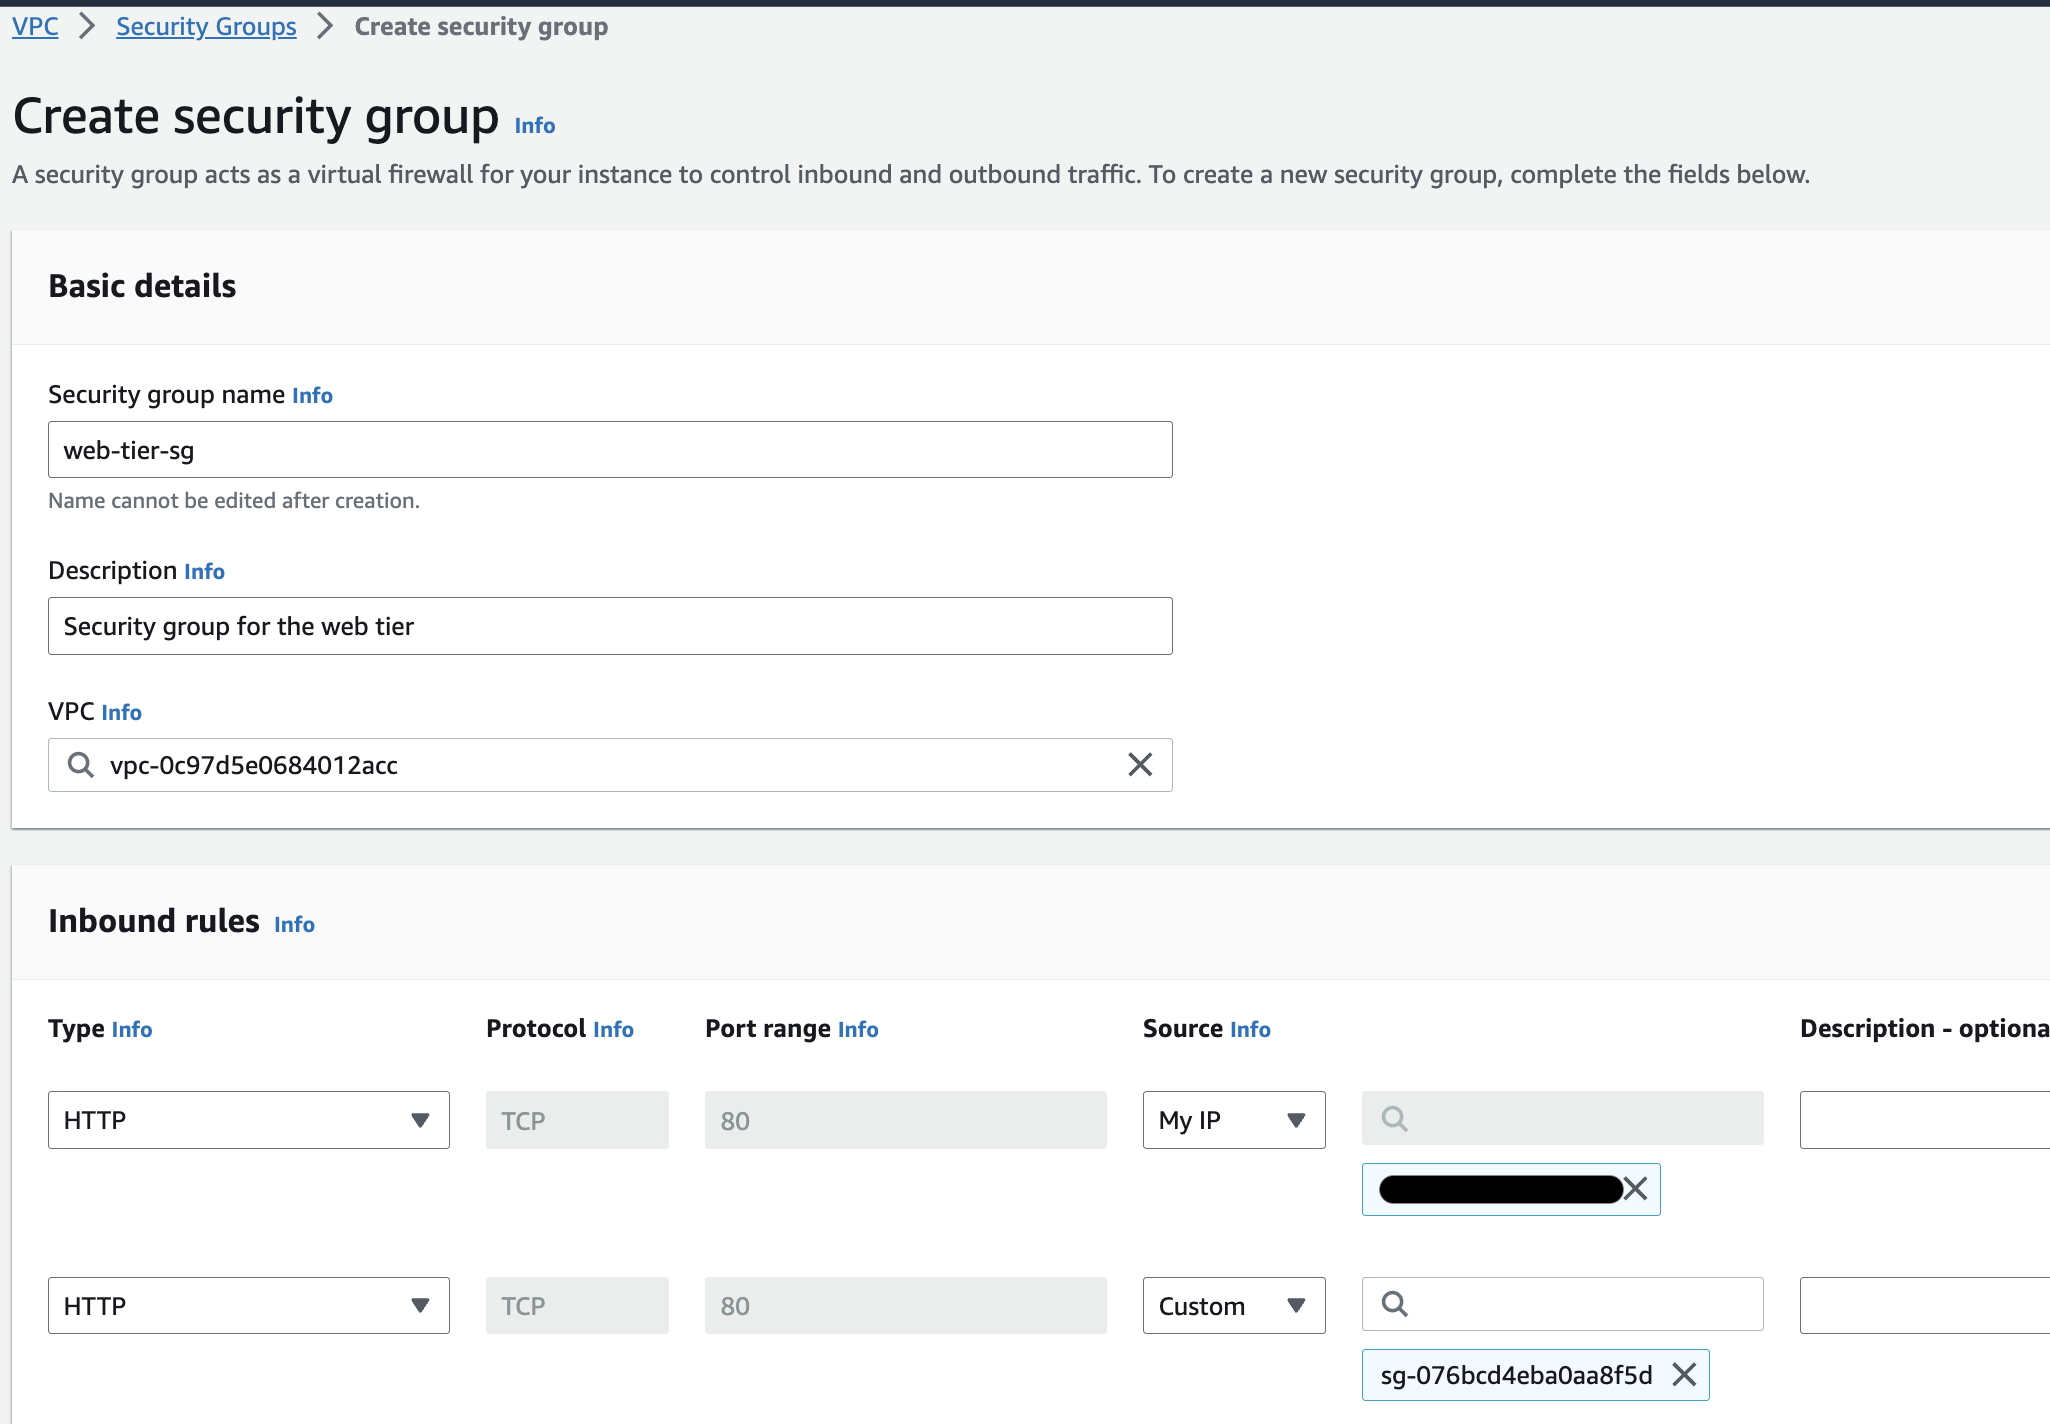 VPC > Security Groups > Create security group
Create security group Info
A security group acts as a virtual firewall for your instance to control inbound and outbound traffic. To create a new security group, complete the fields below.
Basic details
Security group name Info
web-tier-sg
Name cannot be edited after creation.
Description Info
Security group for the web tier
VPC Info
vpc-0c97d5e0684012acc
Inbound rules Info
Type Info Protocol Info Port range Info Source Info Description - optiona
HTTP TCP 80 My IP
HTTP TCP 80 Custom
sg-076bcd4eba0aa8f5d